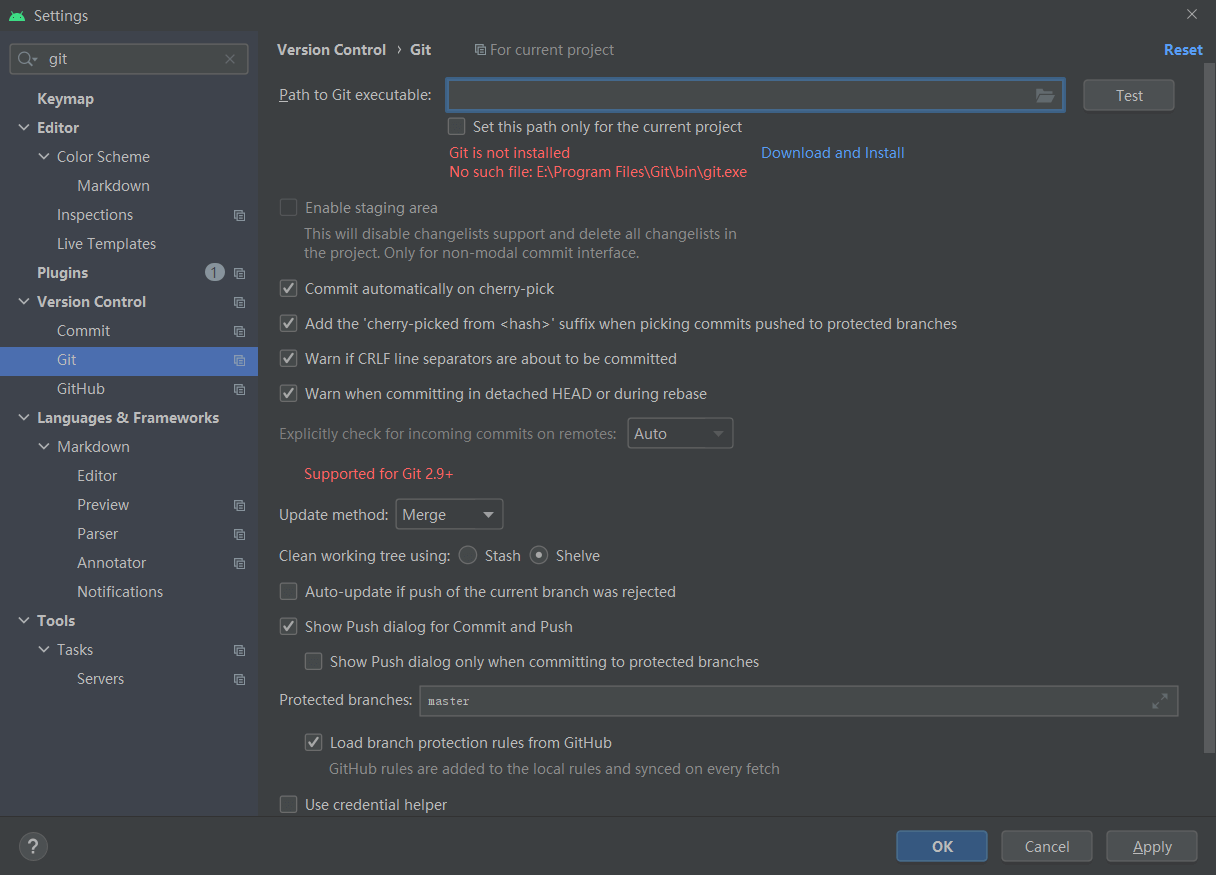 Settings
git
Keymap
Editor
Color Scheme
Markdown
Inspections
Live Templates
Plugins 1
Version Control
Commit
Git
GitHub
Languages & Frameworks
Markdown
Editor
Preview
Parser
Annotator
Notifications
Tools
Tasks
Servers
Version Control › Git For current project Reset
Path to Git executable: Test
Set this path only for the current project
Git is not installed Download and Install
No such file: E:\Program Files\Git\bin\git.exe
Enable staging area
This will disable changelists support and delete all changelists in
the project. Only for non-modal commit interface.
Commit automatically on cherry-pick
Add the 'cherry-picked from <hash>' suffix when picking commits pushed to protected branches
Warn if CRLF line separators are about to be committed
Warn when committing in detached HEAD or during rebase
Explicitly check for incoming commits on remotes: Auto
Supported for Git 2.9+
Update method: Merge
Clean working tree using: Stash Shelve
Auto-update if push of the current branch was rejected
Show Push dialog for Commit and Push
Show Push dialog only when committing to protected branches
Protected branches: master
Load branch protection rules from GitHub
GitHub rules are added to the local rules and synced on every fetch
Use credential helper
? OK Cancel Apply